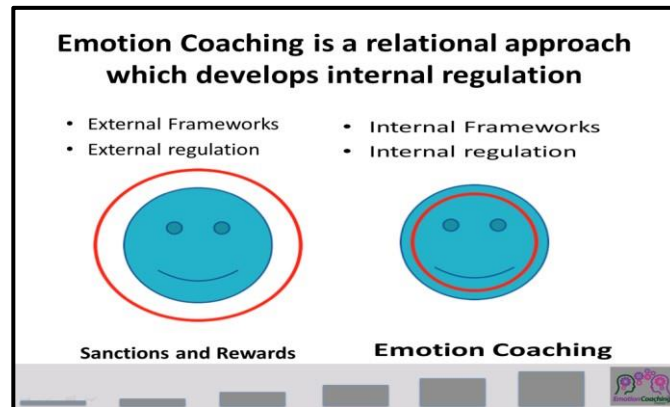 Emotion Coaching is a relational approach
which develops internal regulation
• External Frameworks
• External regulation
• Internal Frameworks
• Internal regulation
Sanctions and Rewards
Emotion Coaching
EmotionCoaching